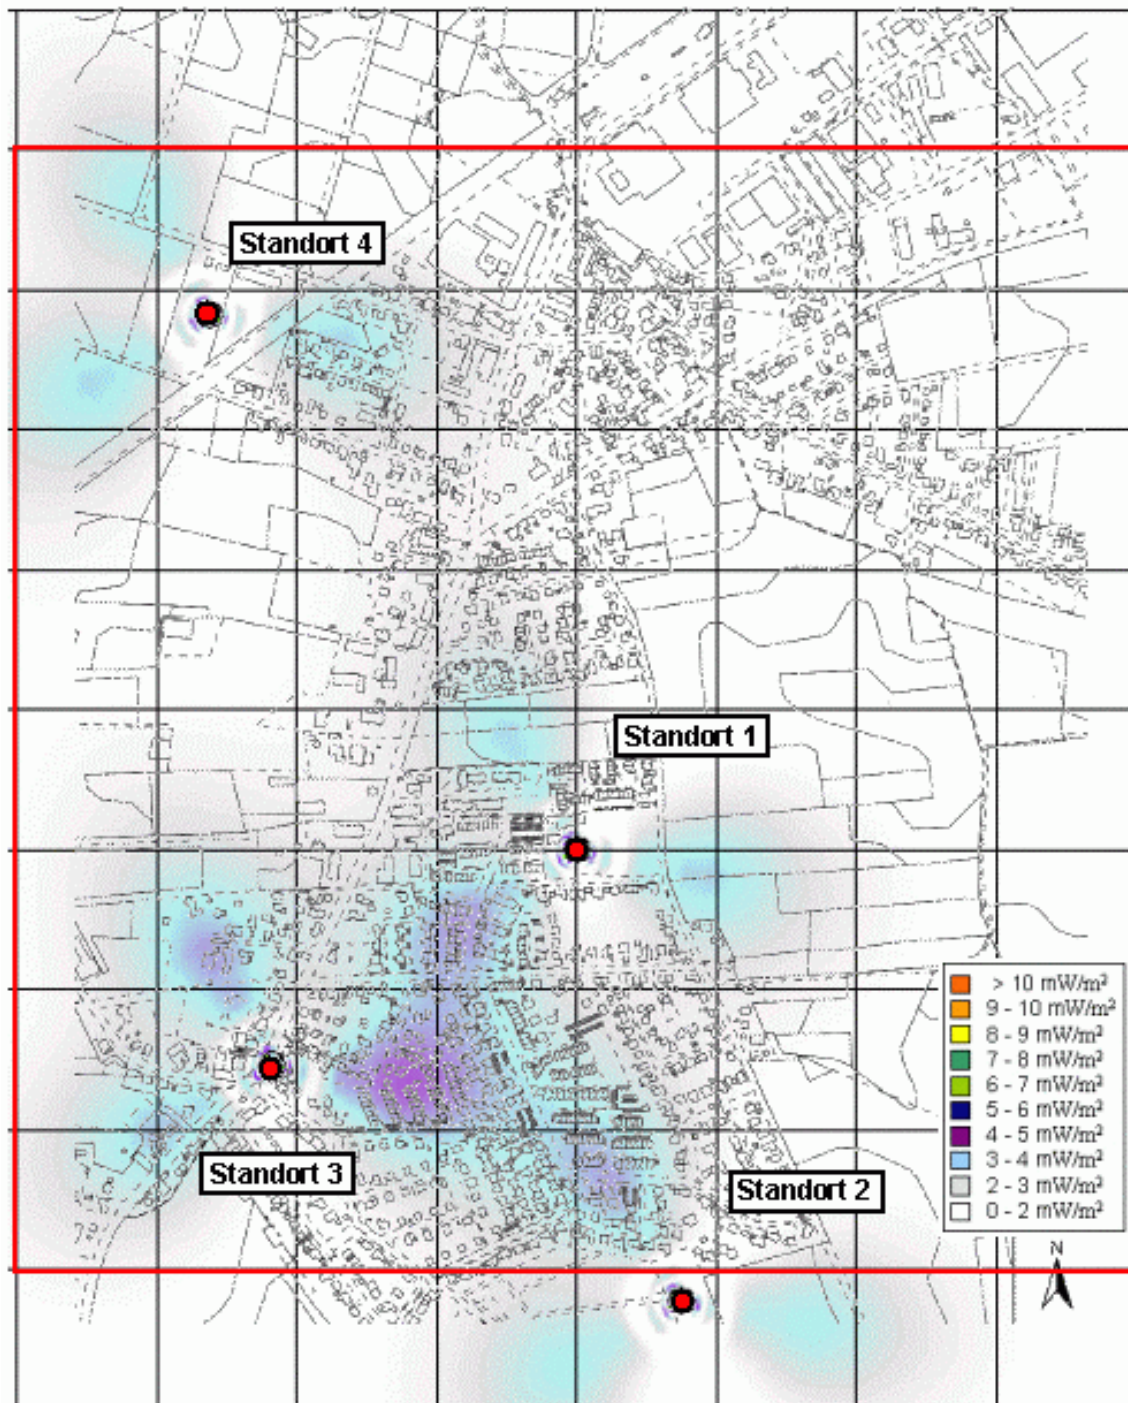 Standort 4
Standort 1
> 10 mW/m²
9 - 10 mW/m²
8 - 9 mW/m²
7 - 8 mW/m²
6 - 7 mW/m²
5 - 6 mW/m²
4 - 5 mW/m²
3 - 4 mW/m²
2 - 3 mW/m²
0 - 2 mW/m²
Standort 3
Standort 2
N